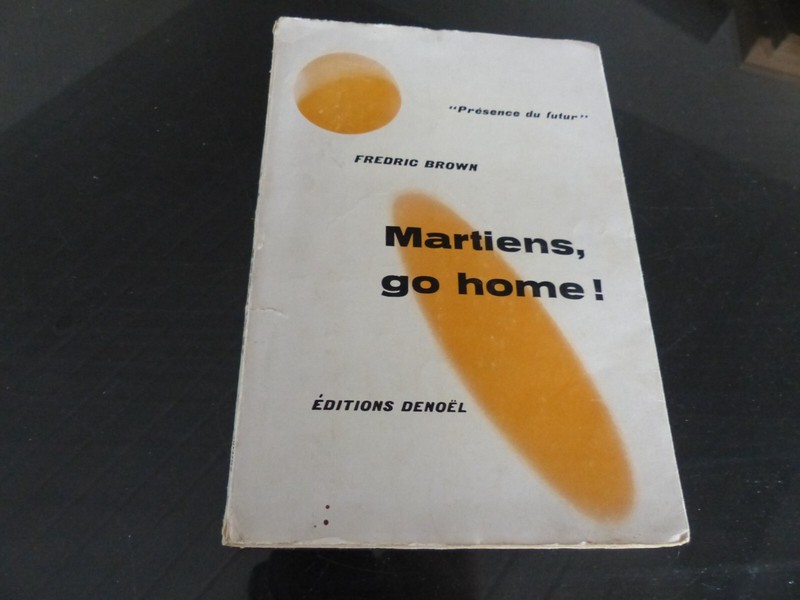 "Présence du futur"
FREDRIC BROWN
Martiens,
go home!
ÉDITIONS DENOËL